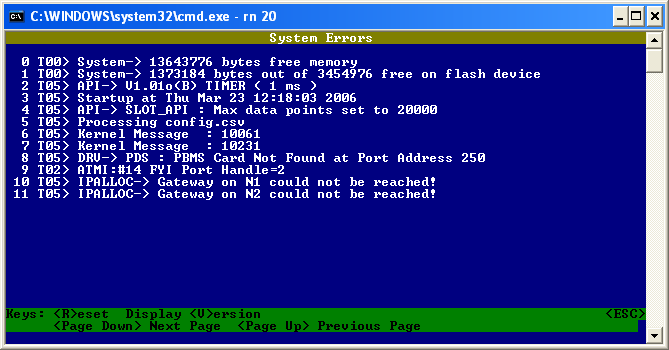 C:\WINDOWS\system32\cmd.exe - rn 20
System Errors
0 T00> System-> 13643776 bytes free memory
1 T00> System-> 1373184 bytes out of 3454976 free on flash device
2 T05> API-> V1.01o(B) TIMER ( 1 ms )
3 T05> Startup at Thu Mar 23 12:18:03 2006
4 T05> API-> SLOT_API : Max data points set to 20000
5 T05> Processing config.csv
6 T05> Kernel Message  : 10061
7 T05> Kernel Message  : 10231
8 T05> DRV-> PDS : PBMS Card Not Found at Port Address 250
9 T02> ATMI:#14 FYI Port Handle=2
10 T05> IPALLOC-> Gateway on N1 could not be reached!
11 T05> IPALLOC-> Gateway on N2 could not be reached!
Keys: <R>eset  Display <V>ersion <ESC>
<Page Down> Next Page  <Page Up> Previous Page